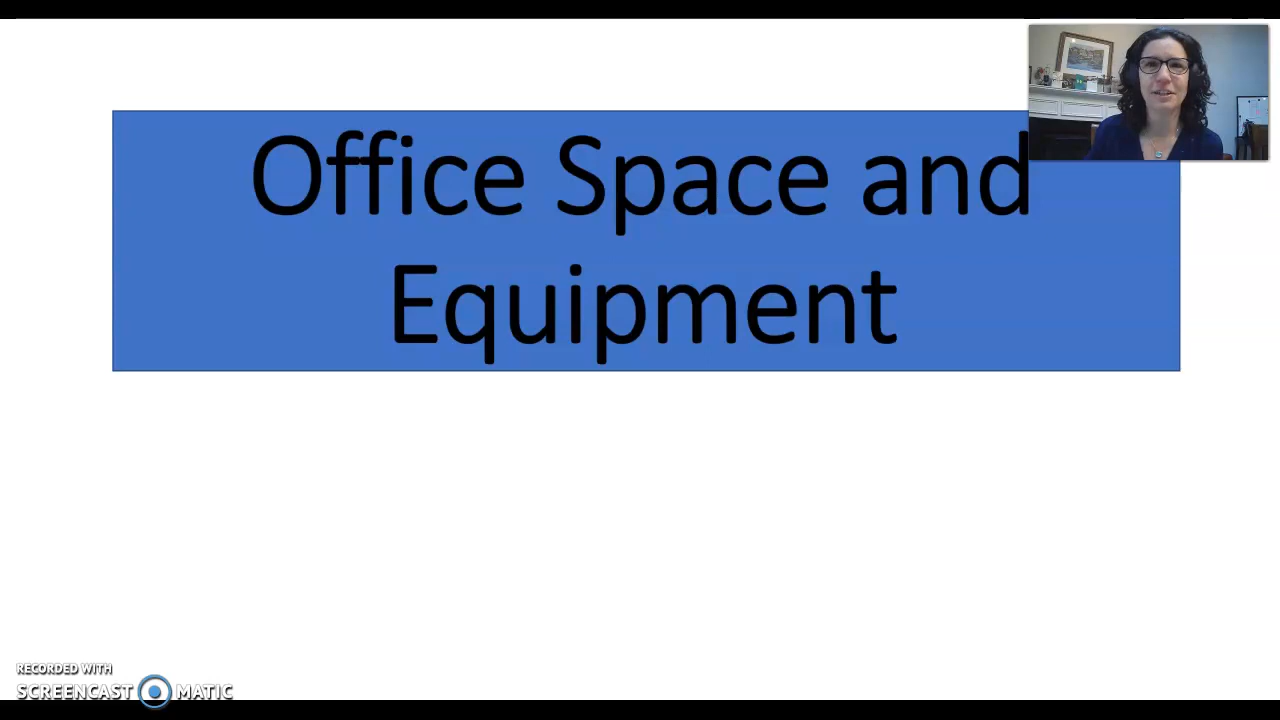 Office Space and
Equipment
RECORDED WITH
SCREENCAST MATIC